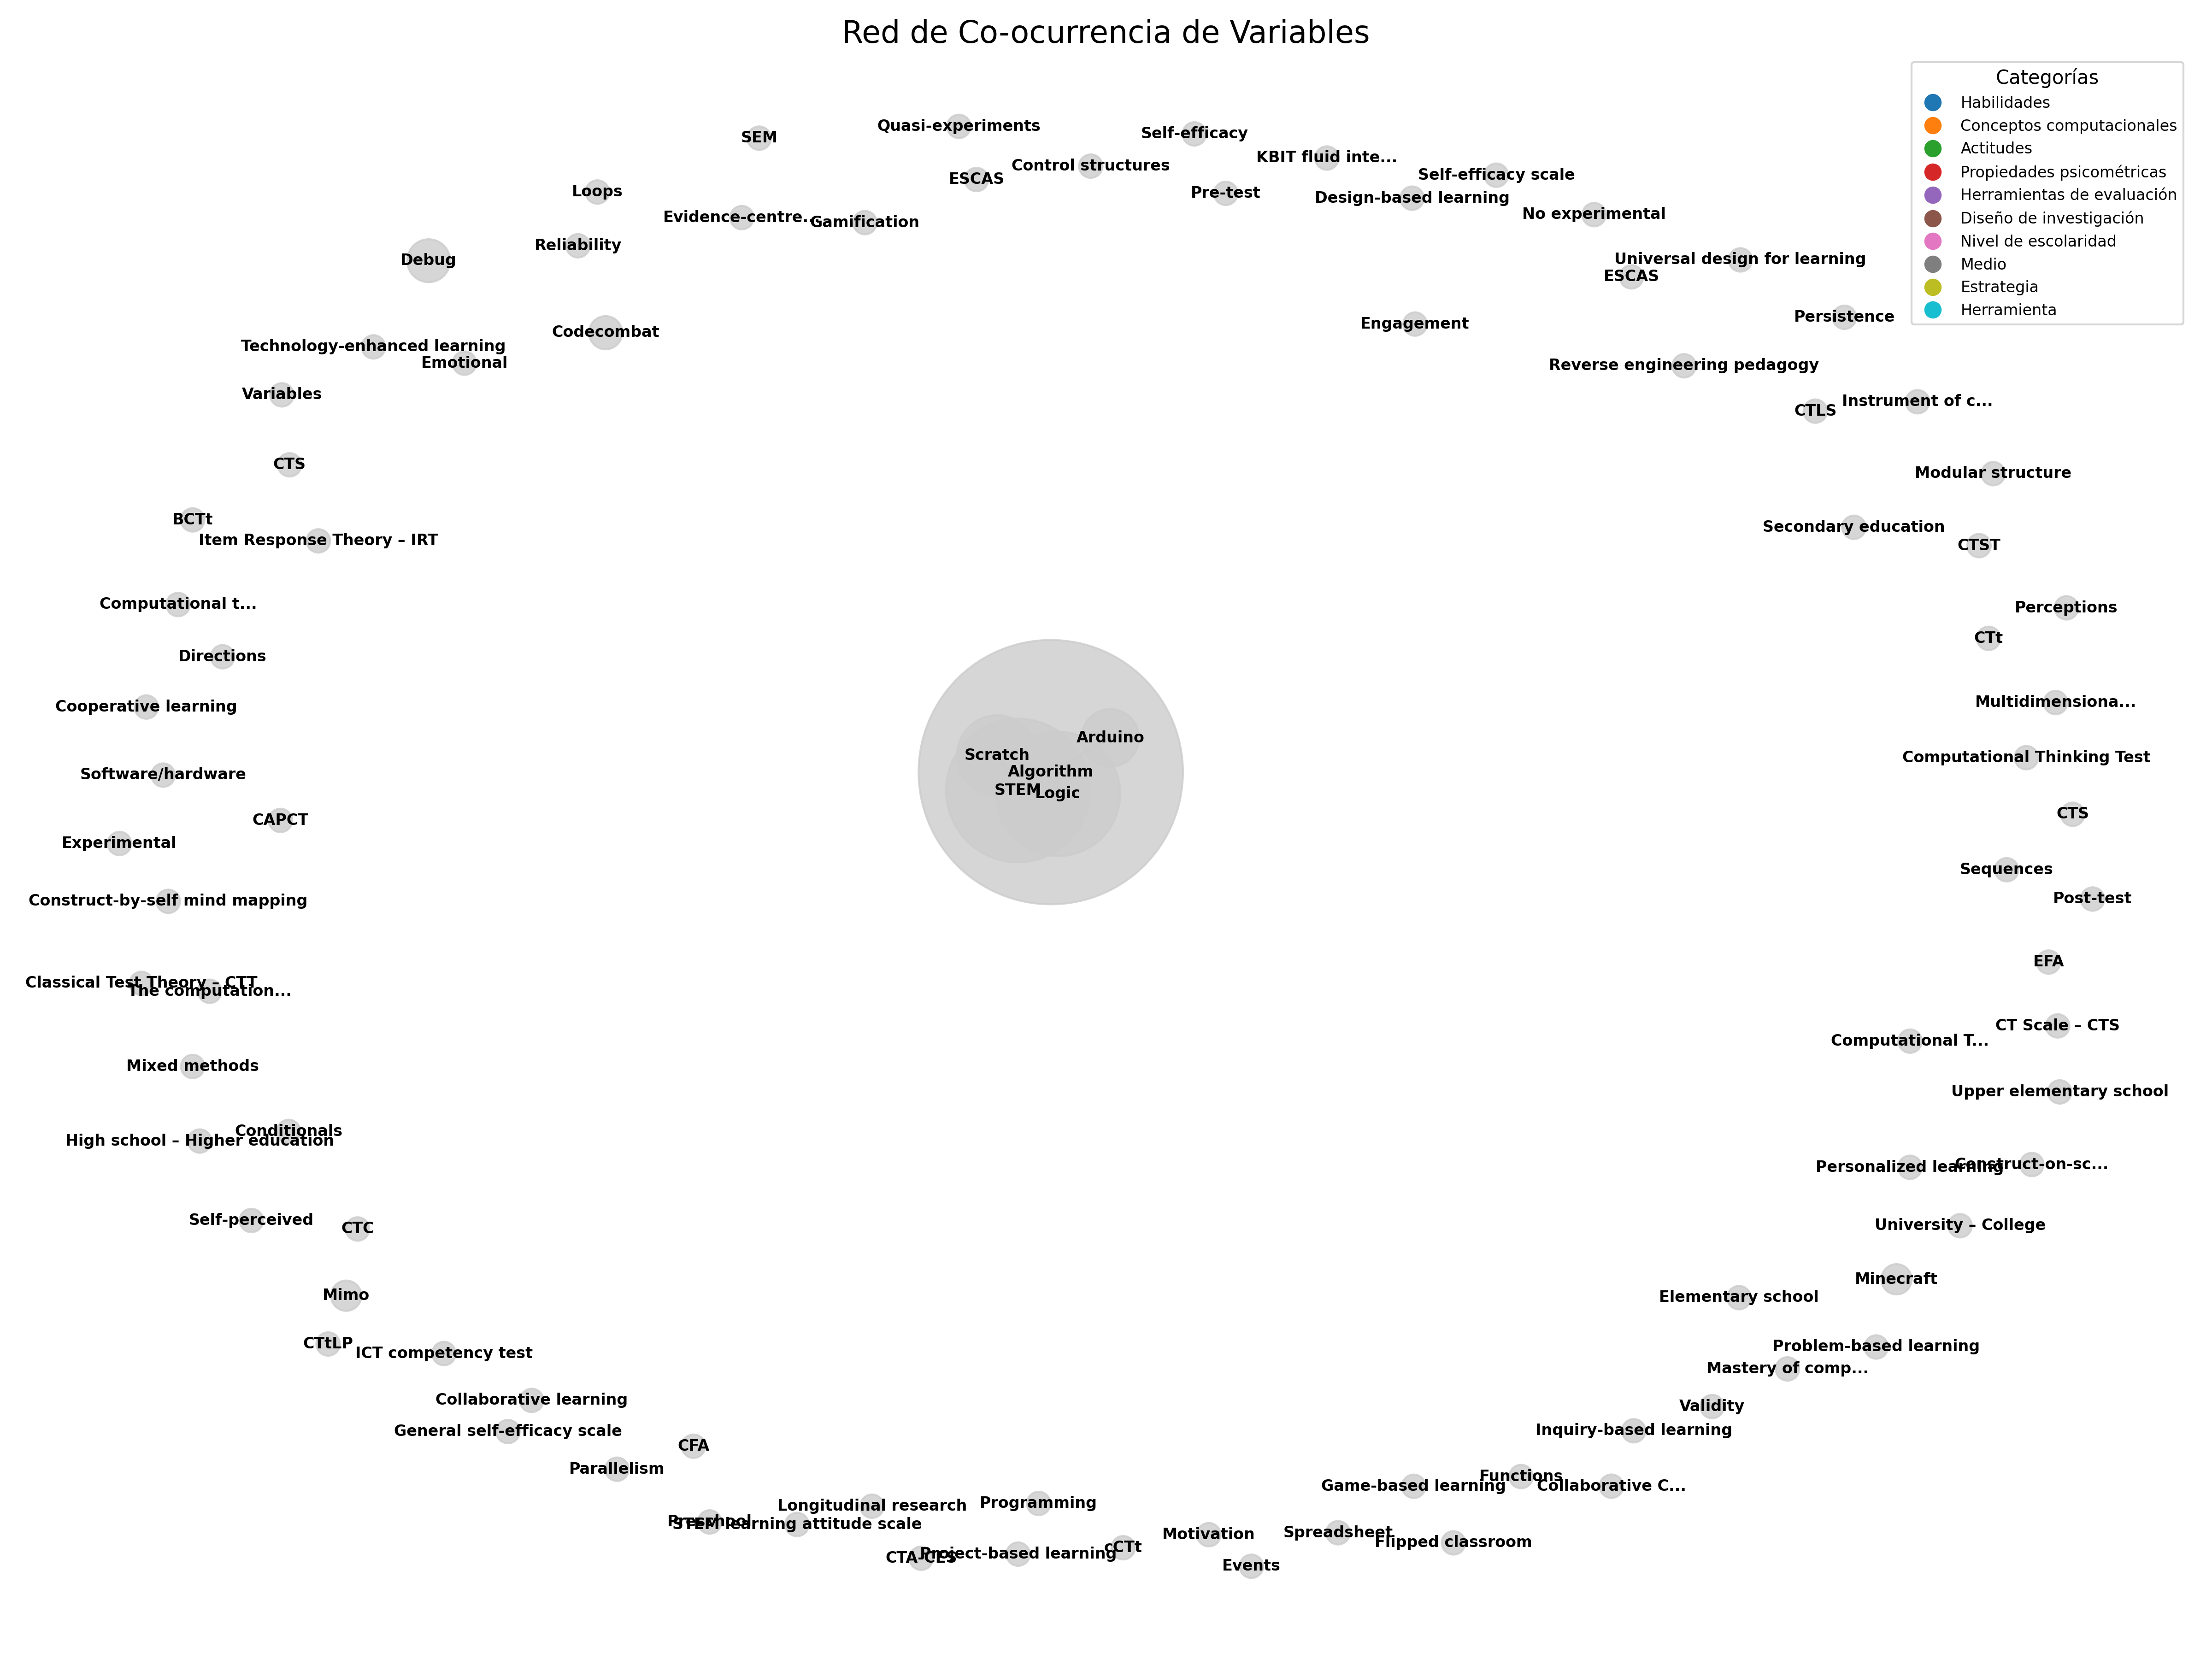 Red de Co-ocurrencia de Variables
Categorías
Habilidades
Conceptos computacionales
Actitudes
Propiedades psicométricas
Herramientas de evaluación
Diseño de investigación
Nivel de escolaridad
Medio
Estrategia
Herramienta
Quasi-experiments
SEM
Self-efficacy
KBIT fluid inte...
Control structures
Self-efficacy scale
ESCAS
Loops
Pre-test
Design-based learning
No experimental
Evidence-centre...
Gamification
Reliability
Debug
Universal design for learning
ESCAS
Persistence
Engagement
Codecombat
Technology-enhanced learning
Emotional
Reverse engineering pedagogy
Variables
Instrument of c...
CTLS
CTS
Modular structure
BCTt
Secondary education
Item Response Theory – IRT
CTST
Computational t...
Perceptions
CTt
Directions
Multidimensiona...
Cooperative learning
Arduino
Scratch
Computational Thinking Test
Algorithm
Software/hardware
STEM
Logic
CTS
CAPCT
Experimental
Sequences
Post-test
Construct-by-self mind mapping
EFA
Classical Test Theory – CTT
The computation...
CT Scale – CTS
Computational T...
Mixed methods
Upper elementary school
Conditionals
High school – Higher education
Construct-on-sc...
Personalized learning
Self-perceived
University – College
CTC
Minecraft
Mimo
Elementary school
CTtLP
Problem-based learning
ICT competency test
Mastery of comp...
Collaborative learning
Validity
General self-efficacy scale
Inquiry-based learning
CFA
Parallelism
Functions
Game-based learning
Collaborative C...
Programming
Longitudinal research
Preschool
STEM learning attitude scale
Motivation
Spreadsheet
Flipped classroom
cCTt
Project-based learning
CTA-CES
Events